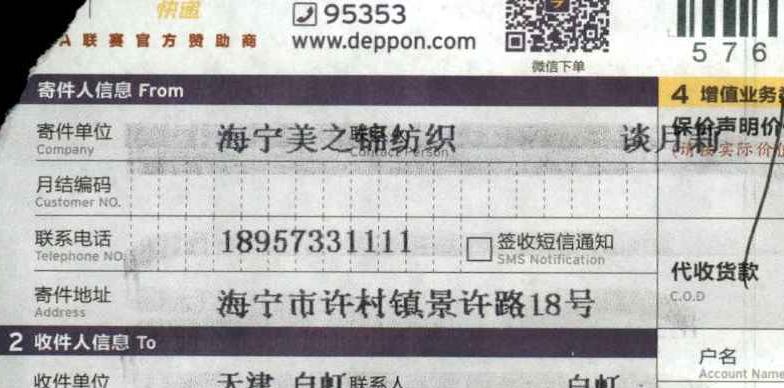 快递
95353
A 联赛官方赞助商
www.deppon.com
微信下单
576
寄件人信息 From
4 增值业务
寄件单位 海宁美之锦纺织 联系人 谈月莉
Company Contact Person
保价声明价
月结编码
Customer NO.
联系电话 18957331111 签收短信通知
Telephone NO. SMS Notification
代收货款
C.O.D
寄件地址 海宁市许村镇景许路18号
Address
2 收件人信息 To
户名
Account Name
收件单位 天津 白虹 联系人 白虹